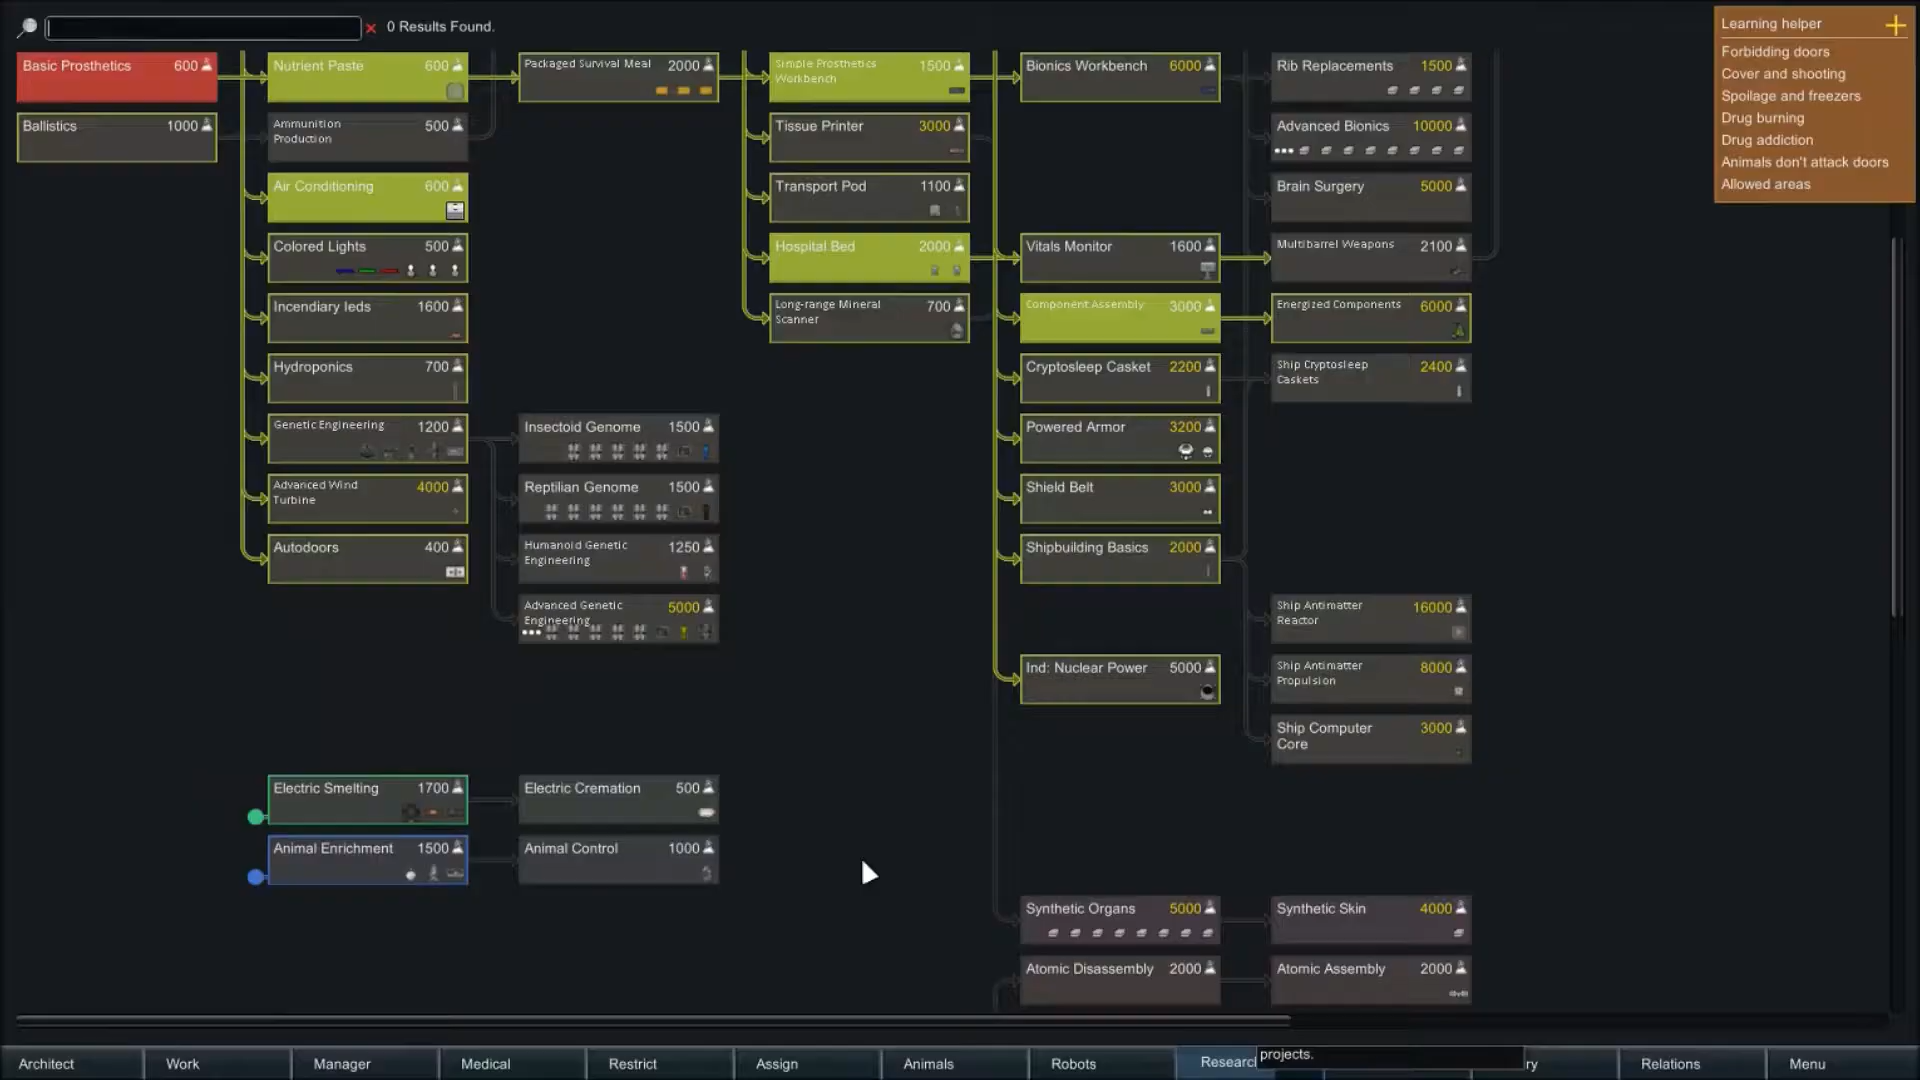 0 Results Found.
Learning helper
Forbidding doors
Cover and shooting
Spoilage and freezers
Drug burning
Drug addiction
Animals don't attack doors
Allowed areas
Basic Prosthetics 600
Ballistics 1000
Nutrient Paste 600
Ammunition
Production 500
Air Conditioning 600
Colored Lights 500
Incendiary Ieds 1600
Hydroponics 700
Genetic Engineering 1200
Advanced Wind
Turbine 4000
Autodoors 400
Electric Smelting 1700
Animal Enrichment 1500
Packaged Survival Meal 2000
Insectoid Genome 1500
Reptilian Genome 1500
Humanoid Genetic
Engineering 1250
Advanced Genetic
Engineering 5000
Electric Cremation 500
Animal Control 1000
Simple Prosthetics
Workbench 1500
Tissue Printer 3000
Transport Pod 1100
Hospital Bed 2000
Long-range Mineral
Scanner 700
Bionics Workbench 6000
Vitals Monitor 1600
Component Assembly 3000
Cryptosleep Casket 2200
Powered Armor 3200
Shield Belt 3000
Shipbuilding Basics 2000
Ind: Nuclear Power 5000
Synthetic Organs 5000
Atomic Disassembly 2000
Rib Replacements 1500
Advanced Bionics 10000
Brain Surgery 5000
Multibarrel Weapons 2100
Energized Components 6000
Ship Cryptosleep
Caskets 2400
Ship Antimatter
Reactor 16000
Ship Antimatter
Propulsion 8000
Ship Computer
Core 3000
Synthetic Skin 4000
Atomic Assembly 2000
projects.
Architect Work Manager Medical Restrict Assign Animals Robots Research ry Relations Menu